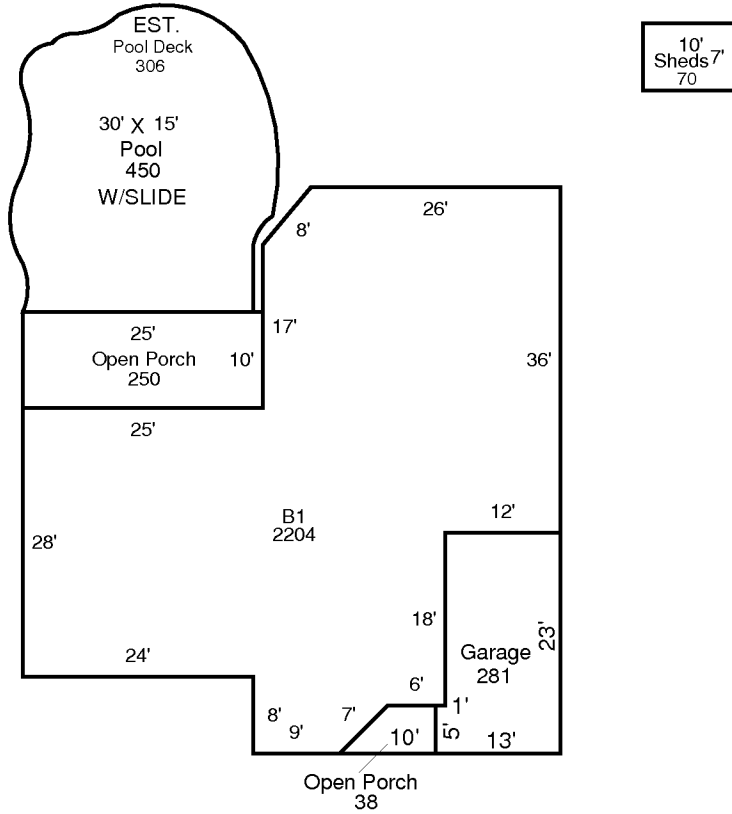 EST.
Pool Deck
306
30' X 15'
Pool
450
W/SLIDE
10'
Sheds 7'
70
26'
8'
17'
25'
Open Porch
250
10'
36'
25'
B1
2204
12'
28'
18'
23'
Garage
281
24'
6'
1'
8'
9'
7'
10'
5'
13'
Open Porch
38